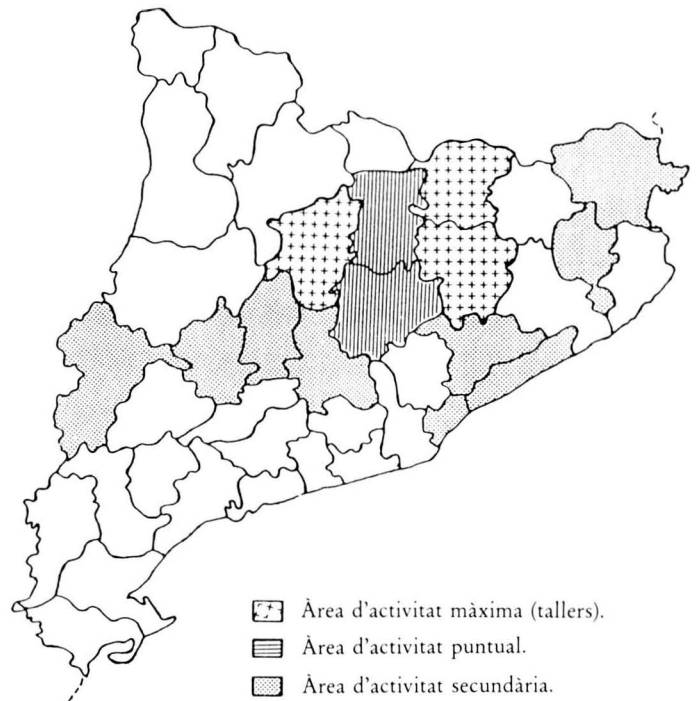 Àrea d'activitat màxima (tallers).
Àrea d'activitat puntual.
Àrea d'activitat secundària.